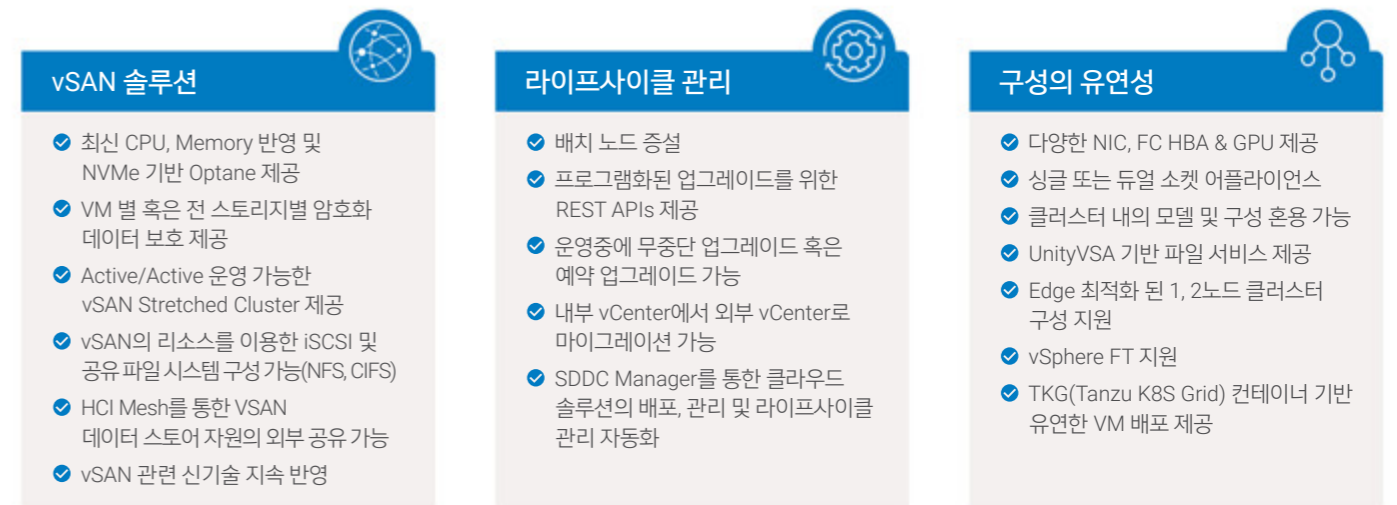 vSAN 솔루션
최신 CPU, Memory 반영 및
NVMe 기반 Optane 제공
VM 별 혹은 전 스토리지별 암호화
데이터 보호 제공
Active/Active 운영 가능한
vSAN Stretched Cluster 제공
vSAN의 리소스를 이용한 iSCSI 및
공유 파일 시스템 구성 가능(NFS, CIFS)
HCI Mesh를 통한 VSAN
데이터 스토어 자원의 외부 공유 가능
vSAN 관련 신기술 지속 반영
라이프사이클 관리
배치 노드 증설
프로그램화된 업그레이드를 위한
REST APIs 제공
운영중에 무중단 업그레이드 혹은
예약 업그레이드 가능
내부 vCenter에서 외부 vCenter로
마이그레이션 가능
SDDC Manager를 통한 클라우드
솔루션의 배포, 관리 및 라이프사이클
관리 자동화
구성의 유연성
다양한 NIC, FC HBA & GPU 제공
싱글 또는 듀얼 소켓 어플라이언스
클러스터 내의 모델 및 구성 혼용 가능
UnityVSA 기반 파일 서비스 제공
Edge 최적화 된 1, 2노드 클러스터
구성 지원
vSphere FT 지원
TKG(Tanzu K8S Grid) 컨테이너 기반
유연한 VM 배포 제공